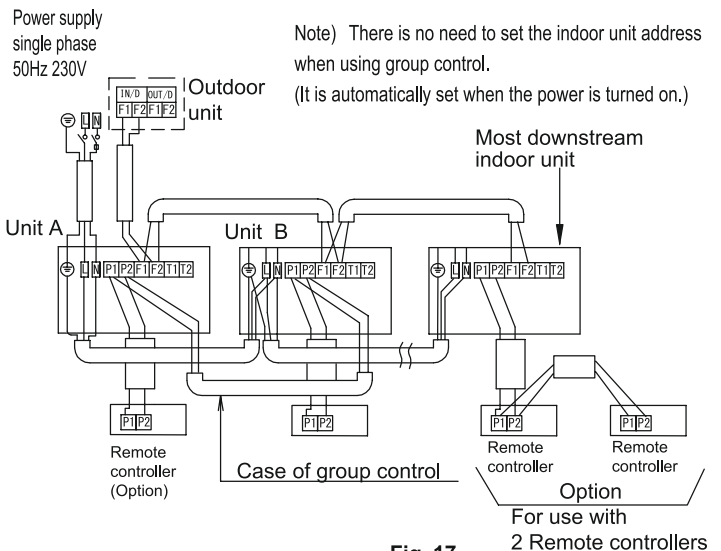 Power supply
single phase
50Hz 230V
Note) There is no need to set the indoor unit address
when using group control.
(It is automatically set when the power is turned on.)
IN/D OUT/D
F1 F2 F1 F2
Outdoor
unit
L N
Most downstream
indoor unit
Unit A
Unit B
L N P1 P2 F1 F2 T1 T2
L N P1 P2 F1 F2 T1 T2
L N P1 P2 F1 F2 T1 T2
P1 P2
P1 P2
P1 P2
P1 P2
Remote
controller
(Option)
Case of group control
Remote
controller
Remote
controller
Option
For use with
2 Remote controllers